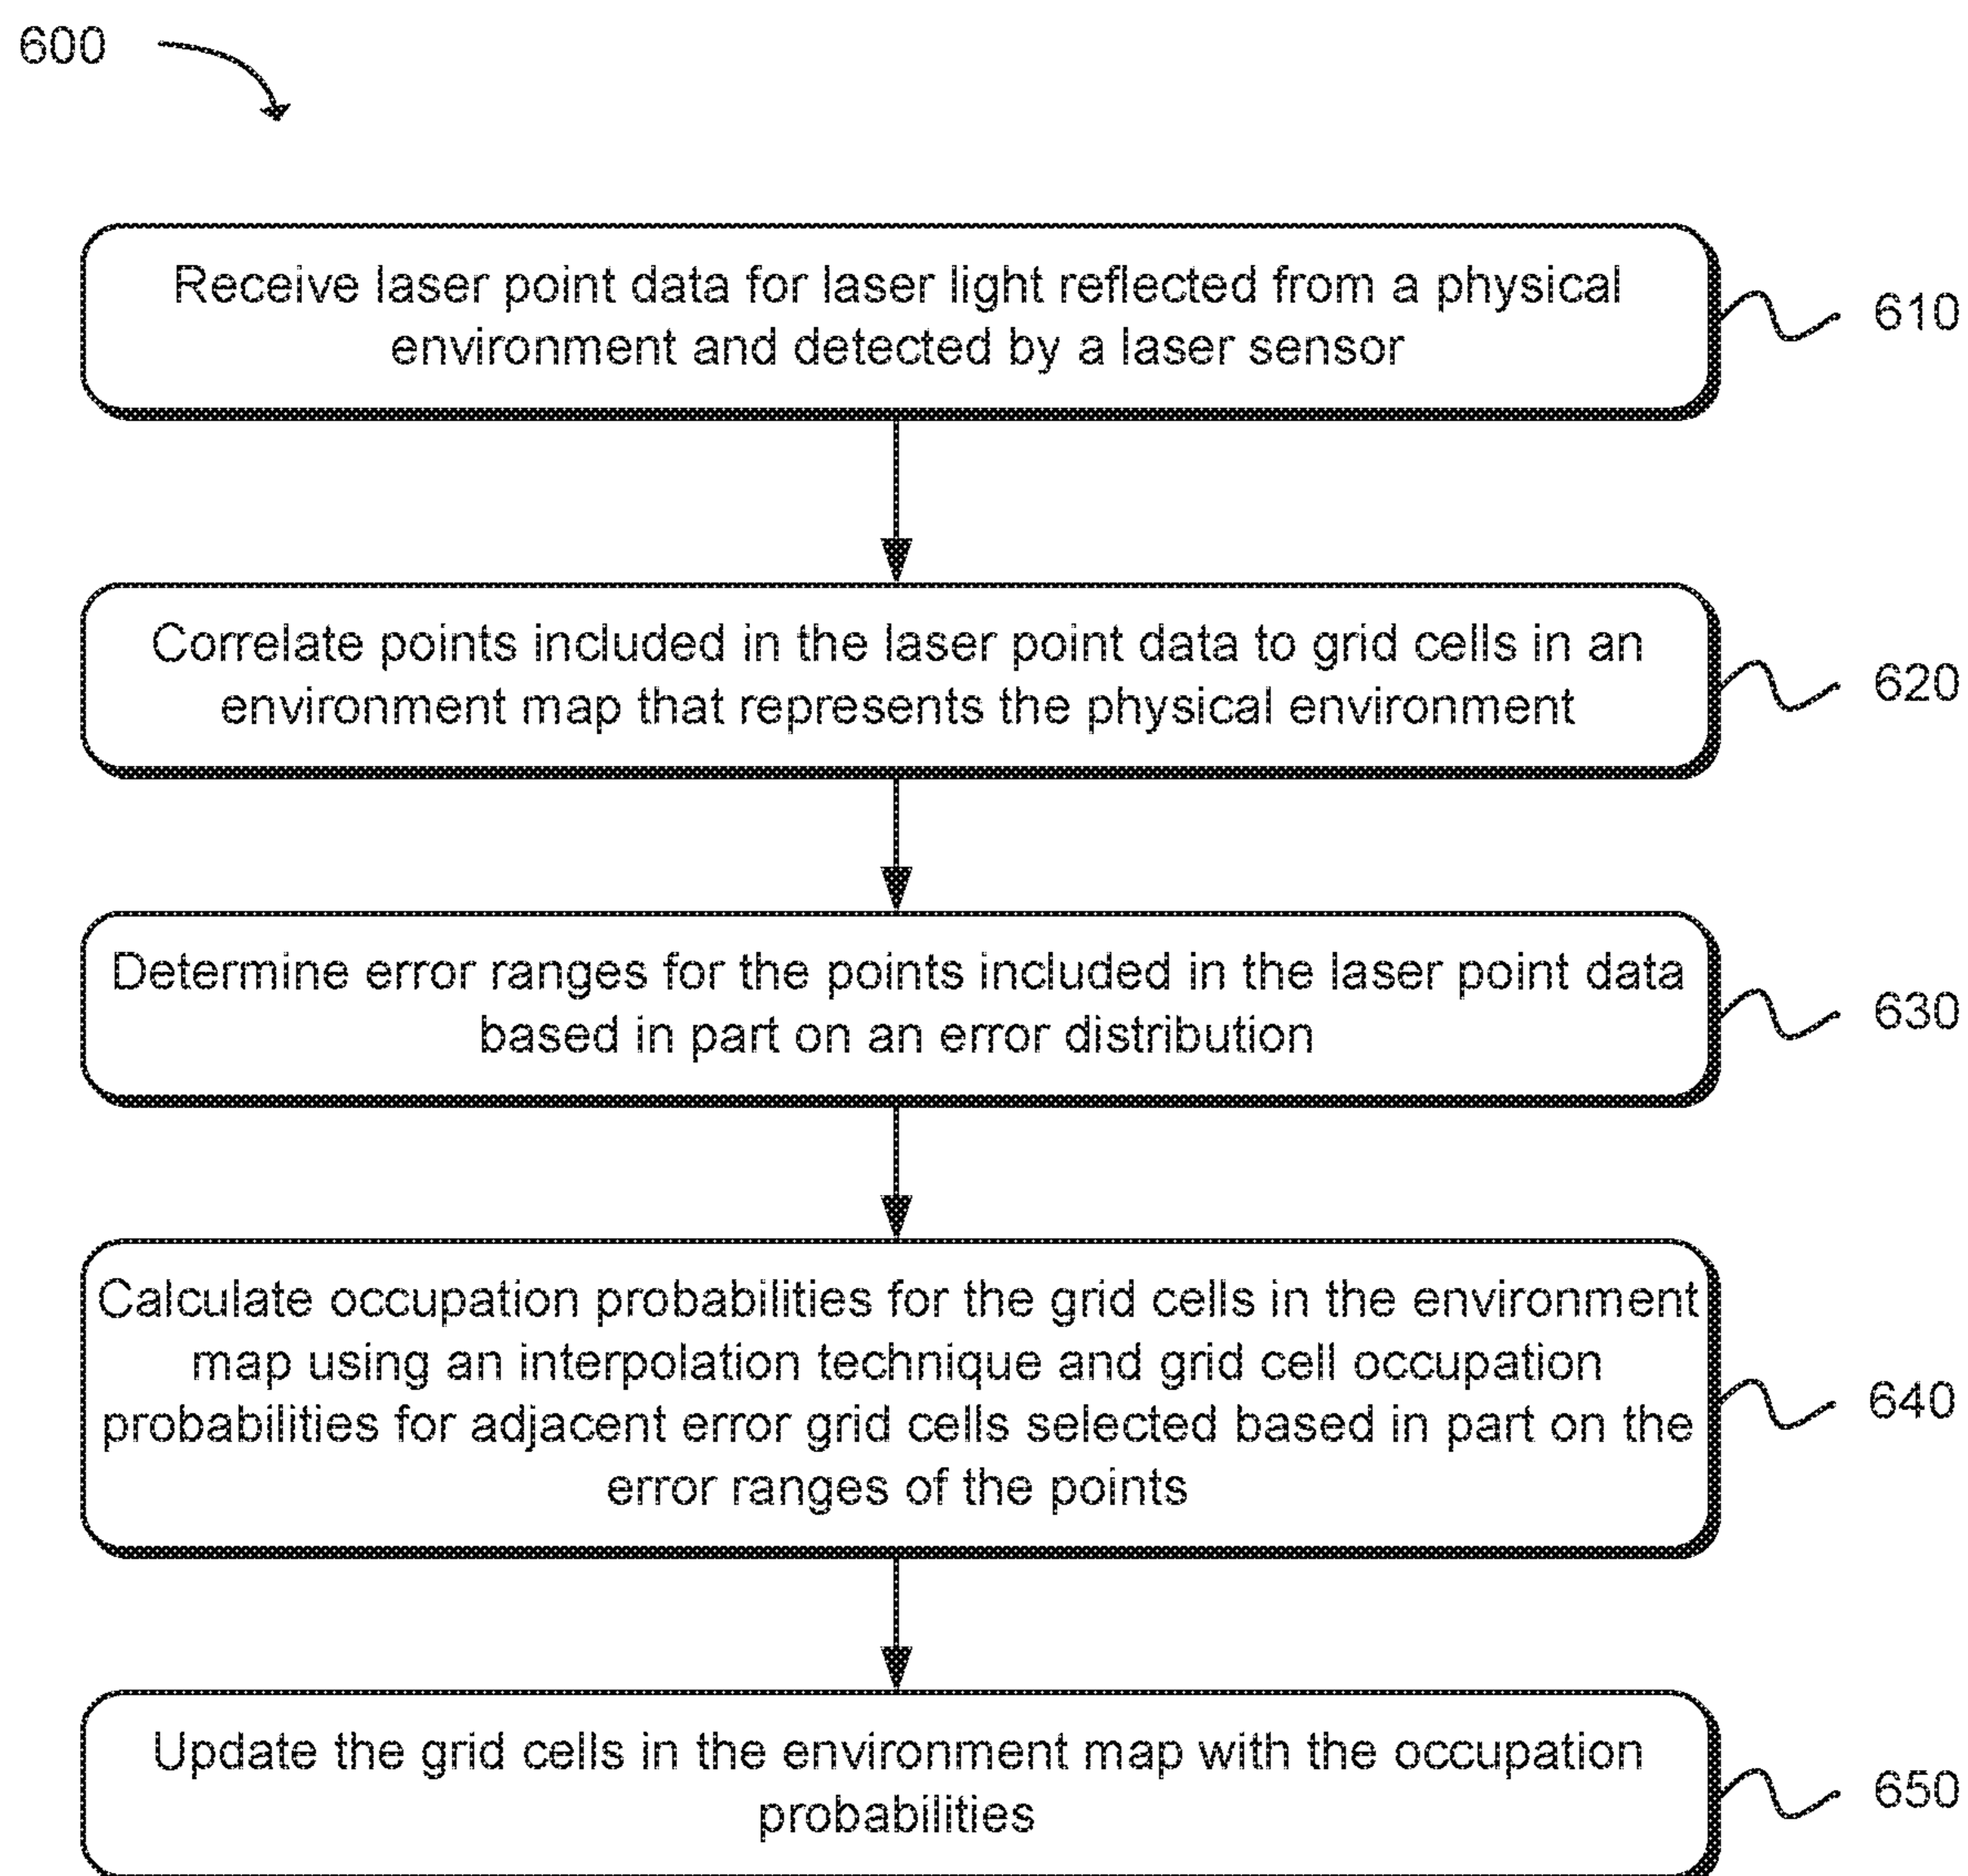 600
Receive laser point data for laser light reflected from a physical
environment and detected by a laser sensor
610
Correlate points included in the laser point data to grid cells in an
environment map that represents the physical environment
620
Determine error ranges for the points included in the laser point data
based in part on an error distribution
630
Calculate occupation probabilities for the grid cells in the environment
map using an interpolation technique and grid cell occupation
probabilities for adjacent error grid cells selected based in part on the
error ranges of the points
640
Update the grid cells in the environment map with the occupation
probabilities
650